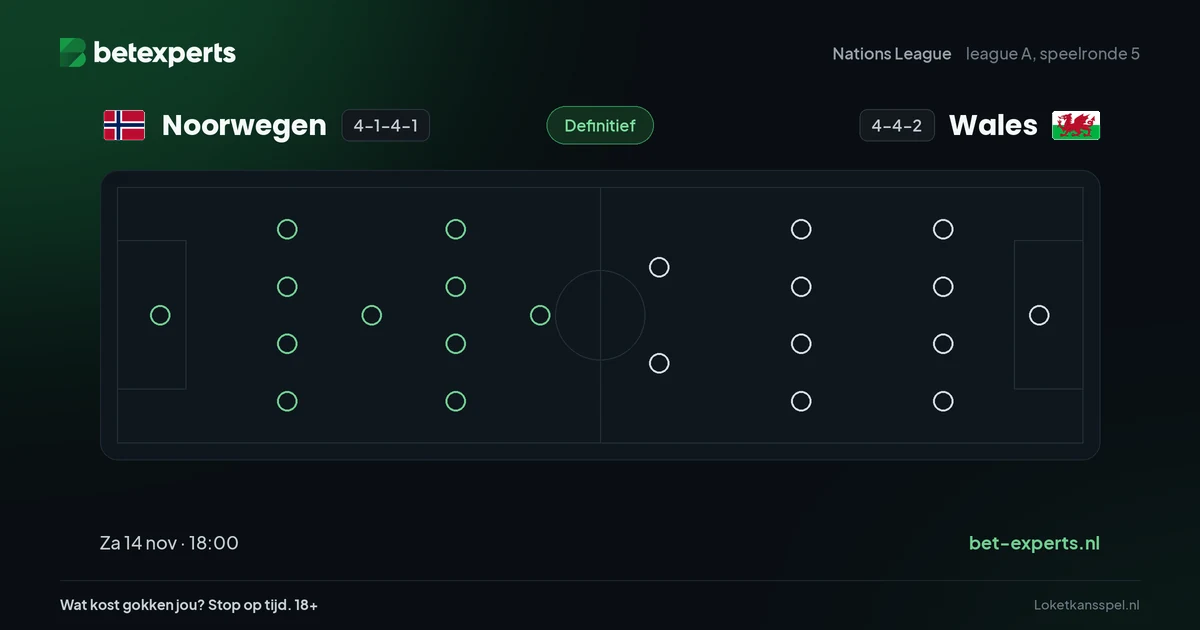 betexperts
Nations League league A, speelronde 5
Noorwegen 4-1-4-1
Definitief
4-4-2 Wales
Za 14 nov · 18:00
bet-experts.nl
Wat kost gokken jou? Stop op tijd. 18+
Loketkansspel.nl